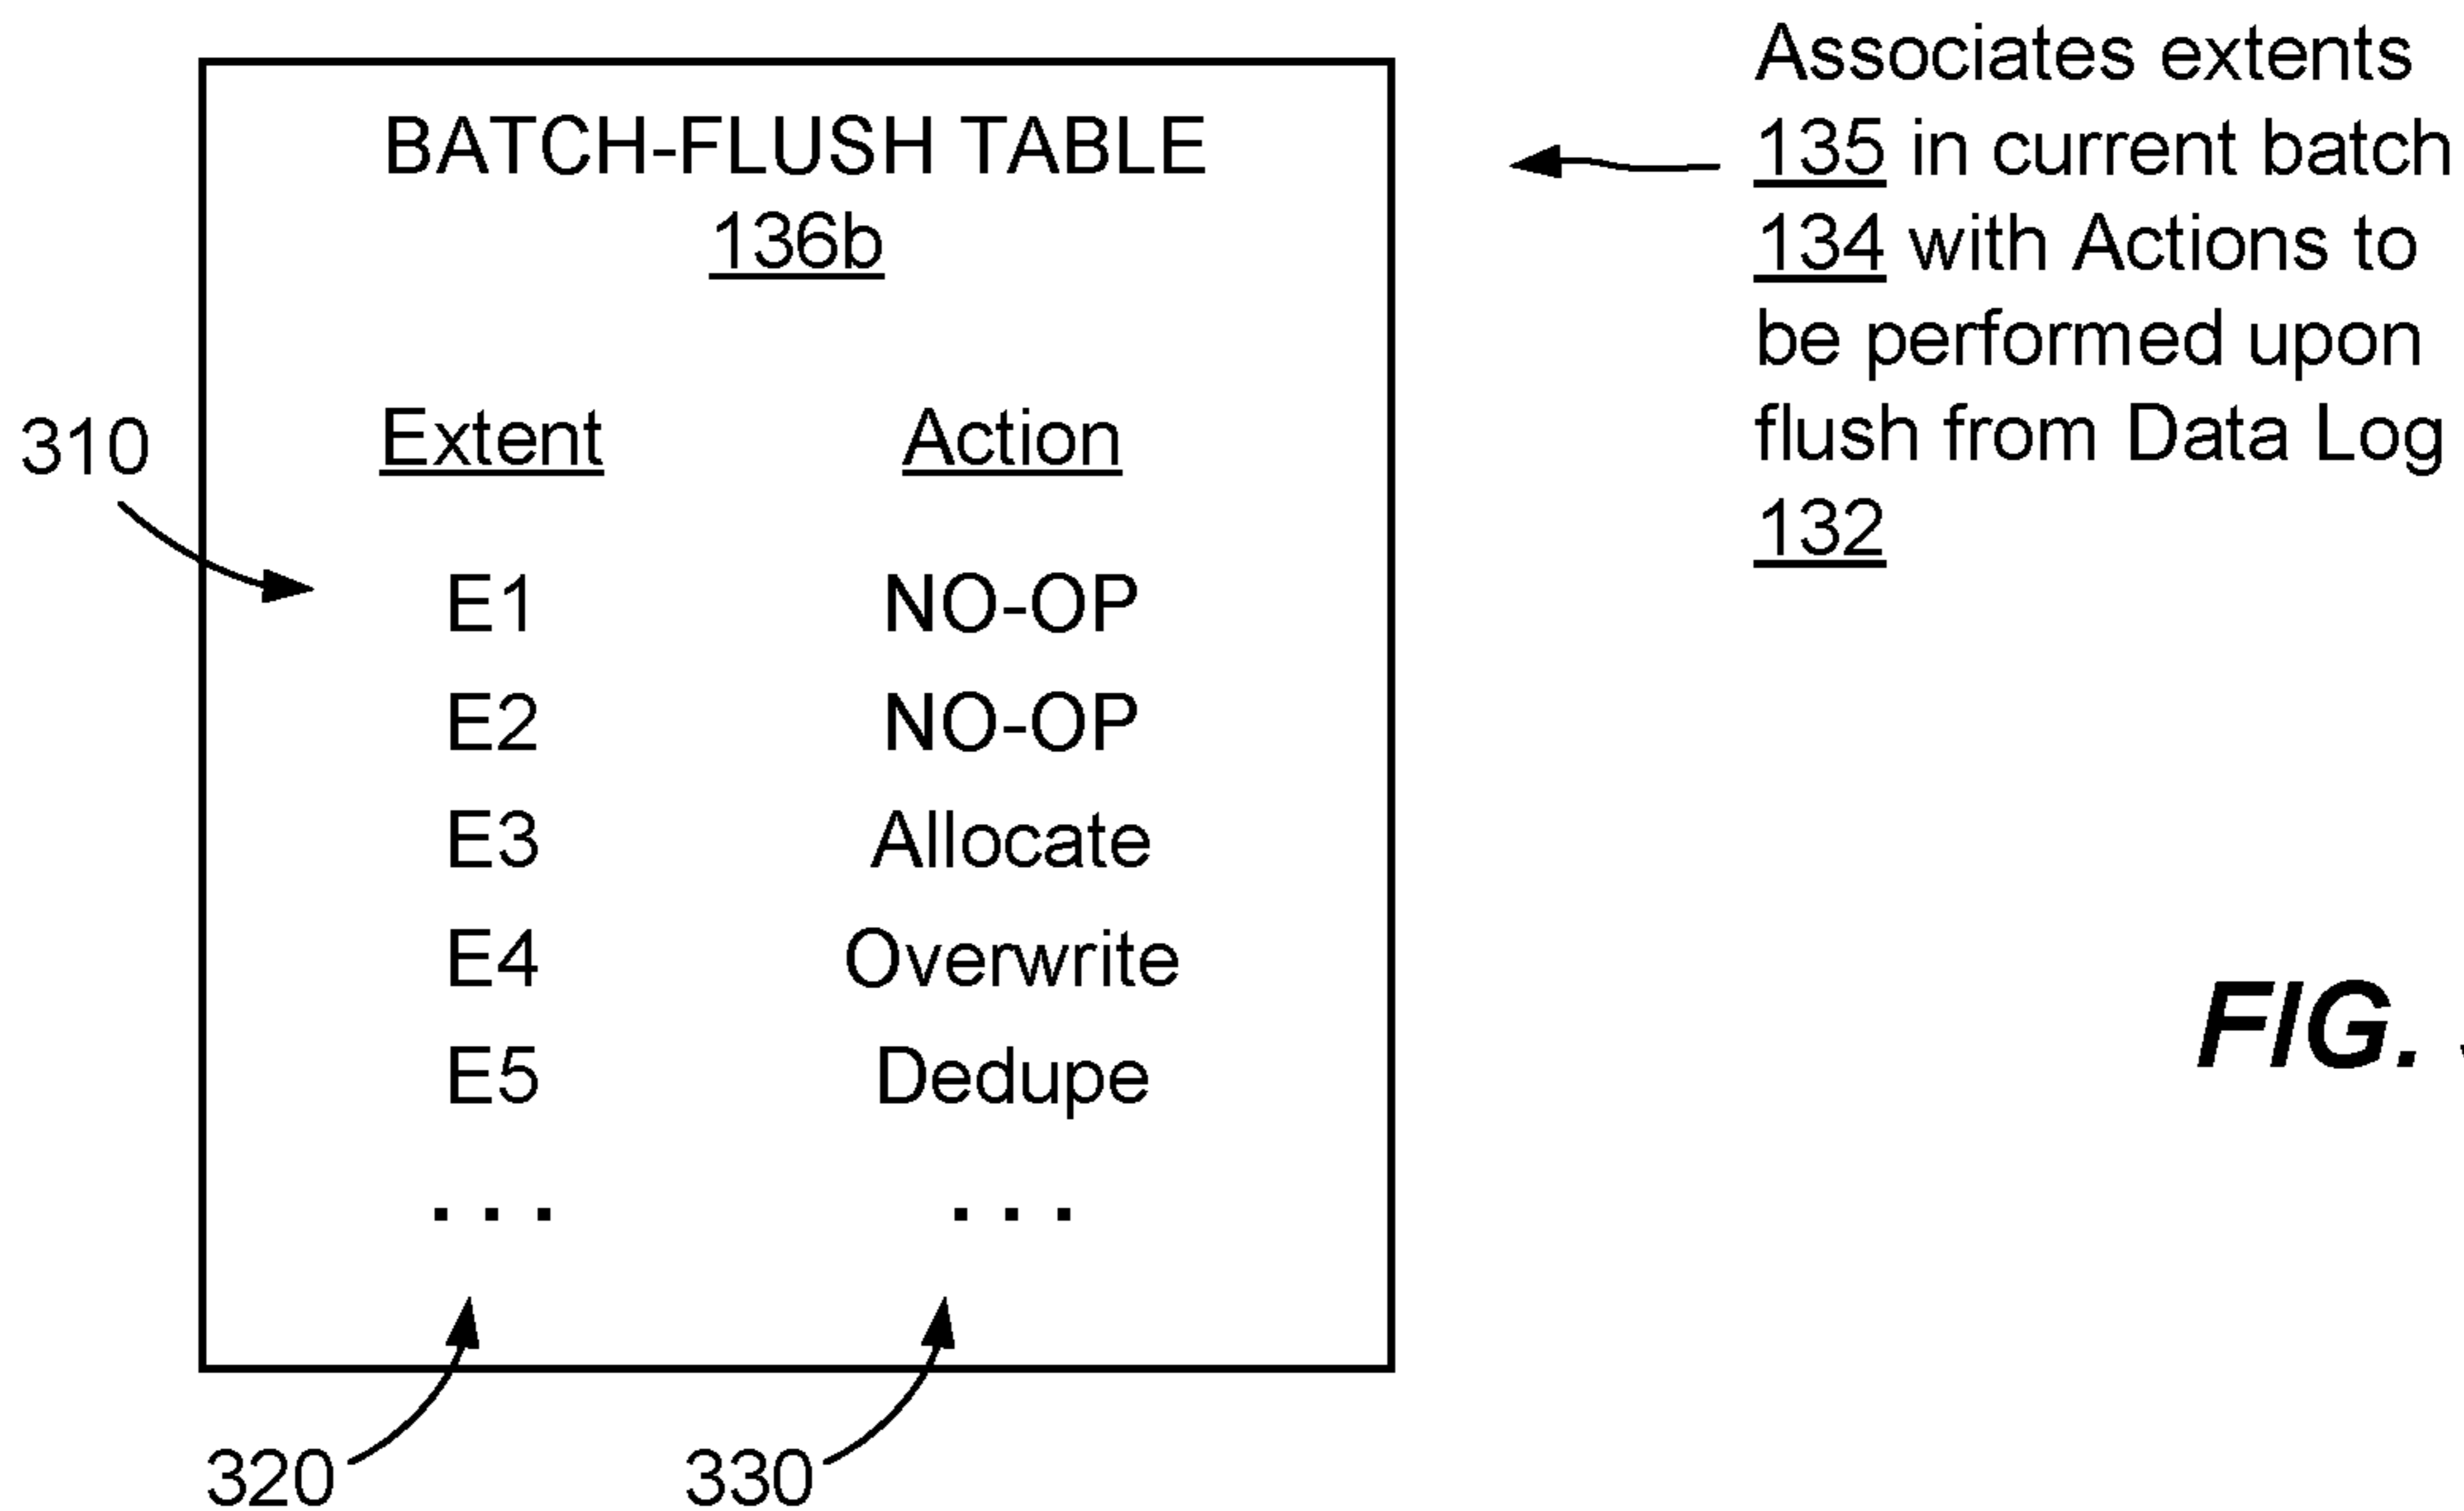 BATCH-FLUSH TABLE
136b
Extent Action
E1 NO-OP
E2 NO-OP
E3 Allocate
E4 Overwrite
E5 Dedupe
. . . . . .
310
320
330
Associates extents
135 in current batch
134 with Actions to
be performed upon
flush from Data Log
132
FIG.